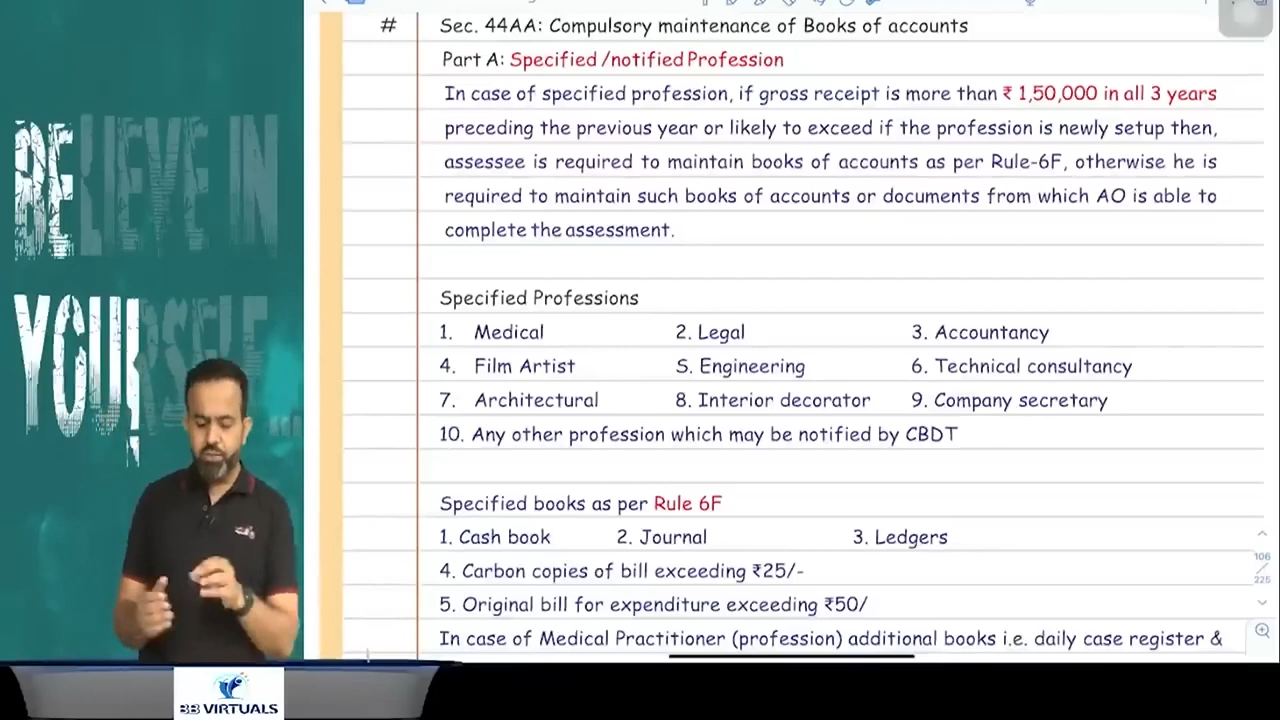 BELIEVE IN
YOURSELF...
# Sec. 44AA: Compulsory maintenance of Books of accounts
Part A: Specified /notified Profession
In case of specified profession, if gross receipt is more than ₹ 1,50,000 in all 3 years
preceding the previous year or likely to exceed if the profession is newly setup then,
assessee is required to maintain books of accounts as per Rule-6F, otherwise he is
required to maintain such books of accounts or documents from which AO is able to
complete the assessment.
Specified Professions
1. Medical 2. Legal 3. Accountancy
4. Film Artist 5. Engineering 6. Technical consultancy
7. Architectural 8. Interior decorator 9. Company secretary
10. Any other profession which may be notified by CBDT
Specified books as per Rule 6F
1. Cash book 2. Journal 3. Ledgers
4. Carbon copies of bill exceeding ₹25/-
5. Original bill for expenditure exceeding ₹50/
In case of Medical Practitioner (profession) additional books i.e. daily case register &
106
/
225
BB VIRTUALS